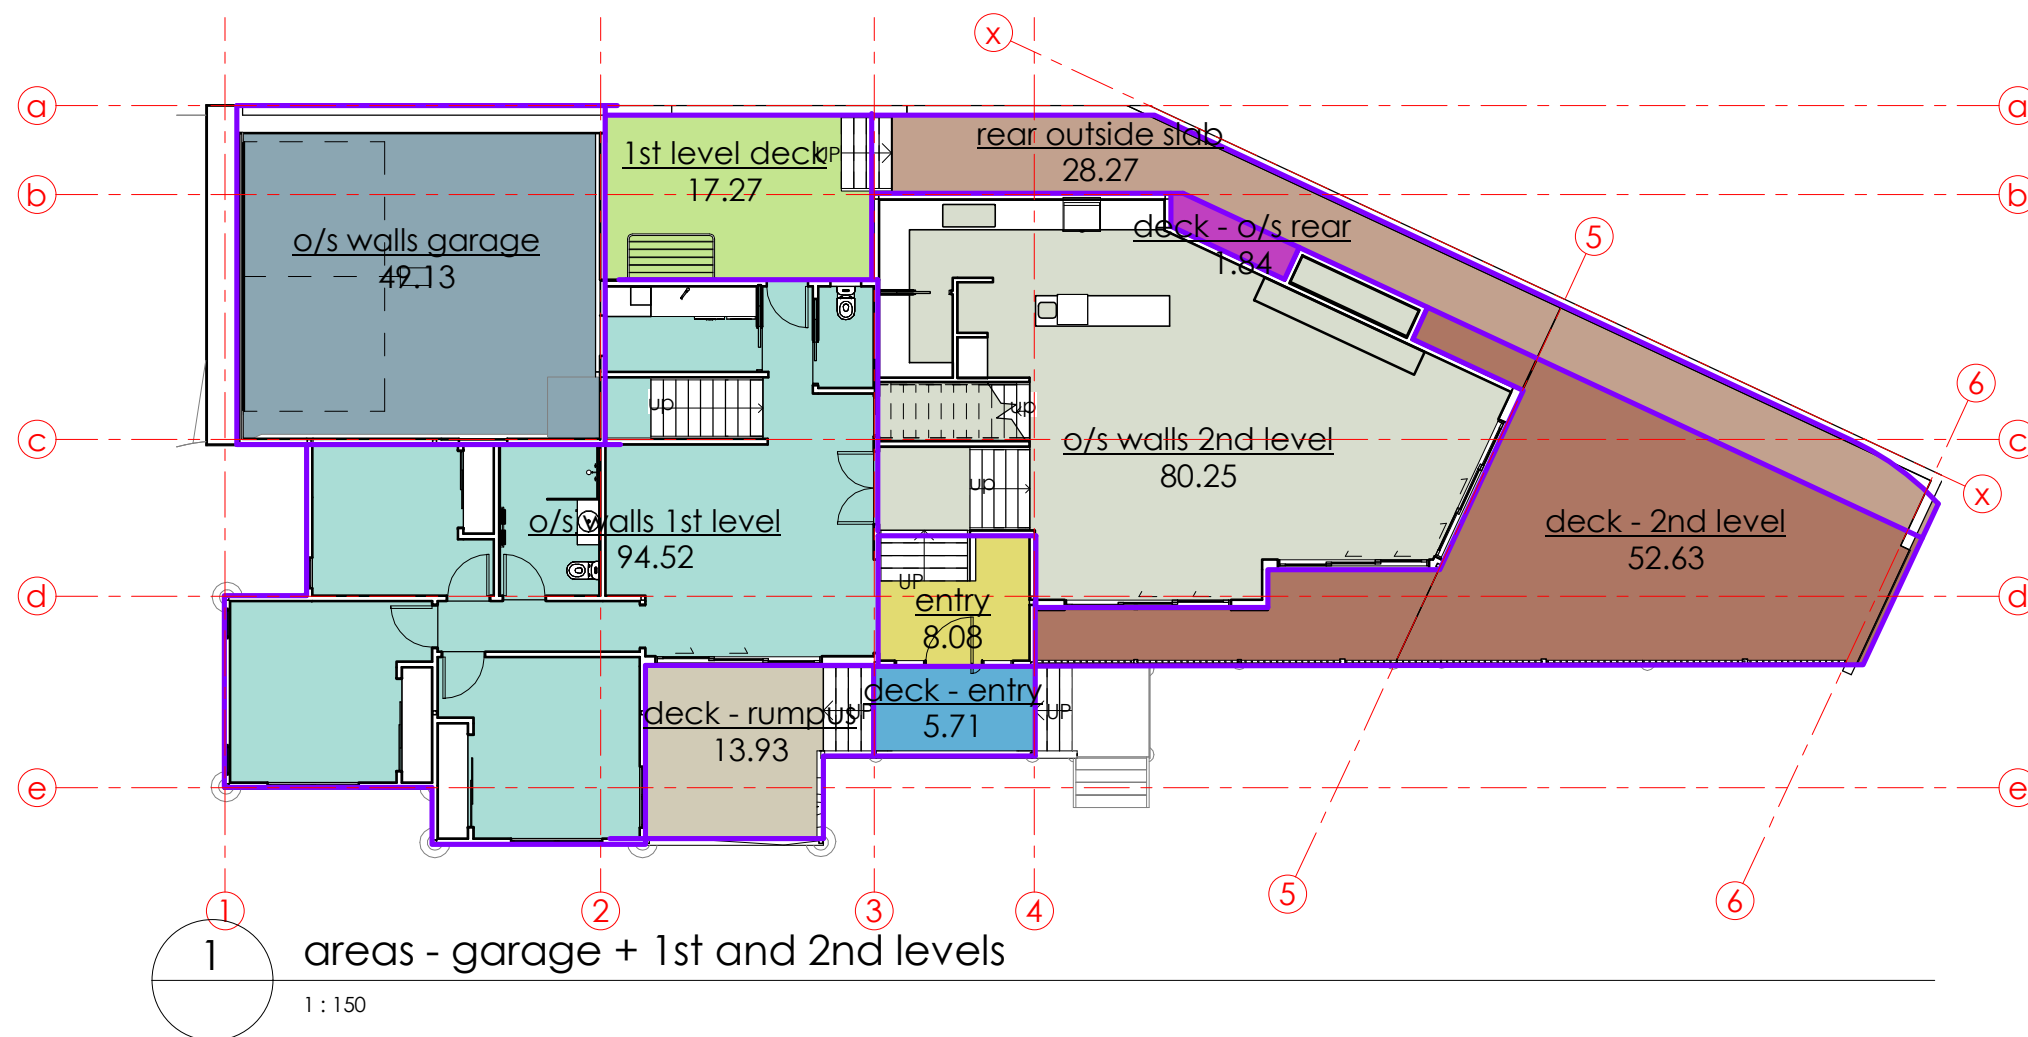 x
a
a
rear outside slab
28.27
1st level deck
UP
17.27
b
b
deck - o/s rear
1.84
o/s walls garage
49.13
5
6
up
up
c
o/s walls 2nd level
c
80.25
up
x
o/s walls 1st level
94.52
deck - 2nd level
52.63
UP
d
entry
d
8.08
deck - entry
5.71
deck - rumpus
UP
UP
13.93
e
e
1
2
3
4
5
6
1
areas - garage + 1st and 2nd levels
1 : 150